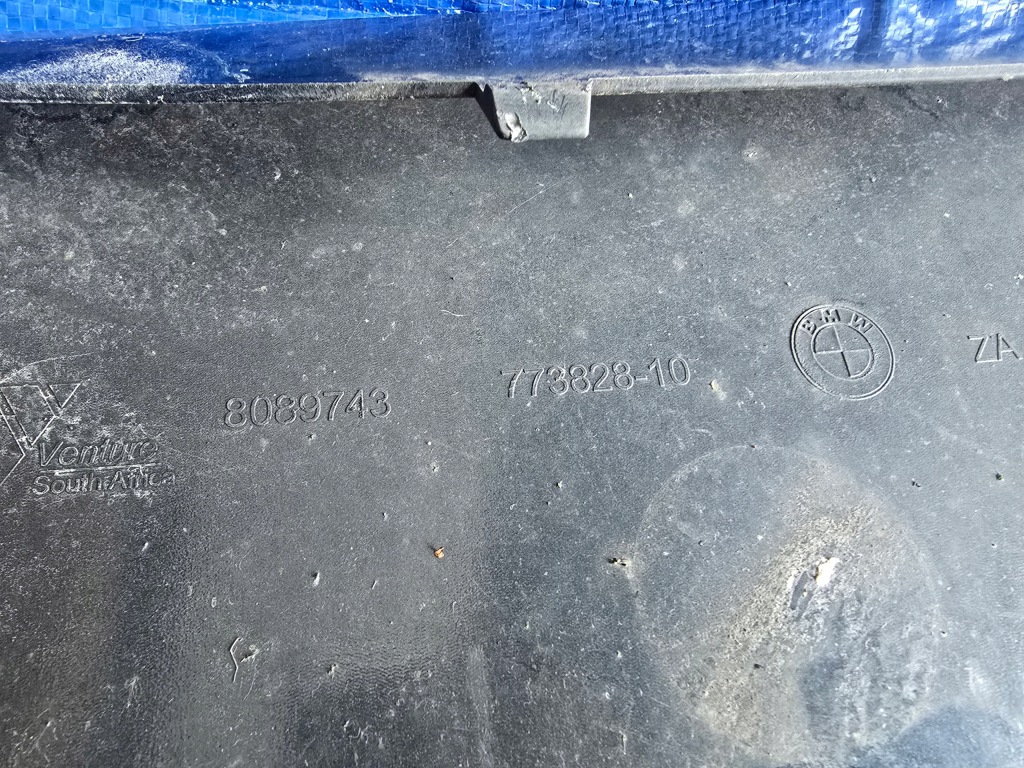 Venture
South Africa
8089743
773828-10
BMW
ZA